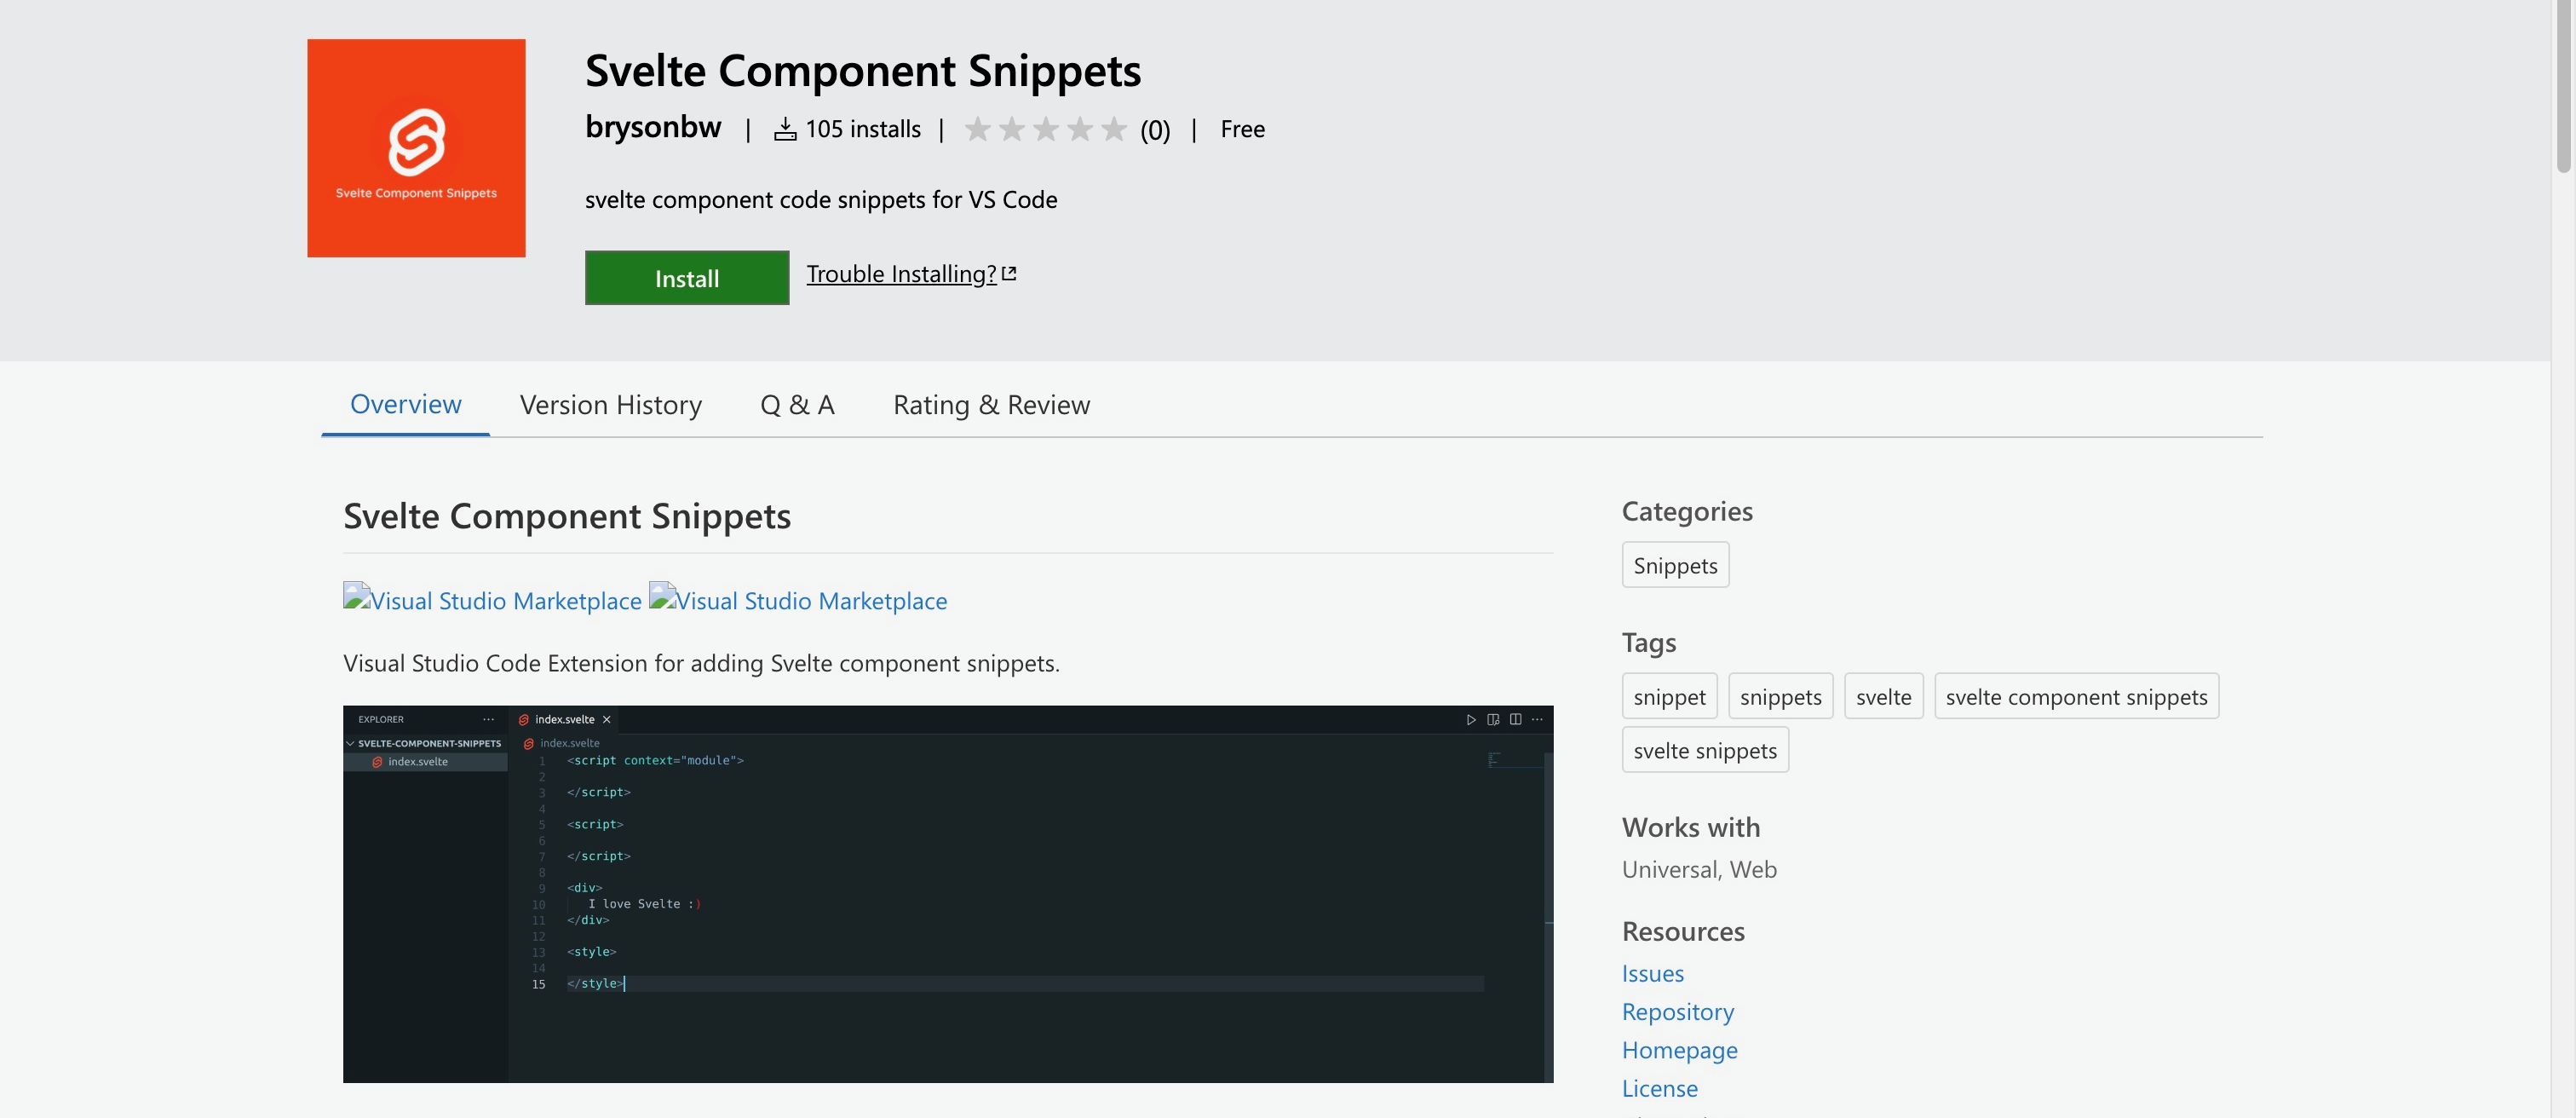 Svelte Component Snippets
Svelte Component Snippets
brysonbw | 105 installs | (0) | Free
svelte component code snippets for VS Code
Install Trouble Installing?
Overview Version History Q & A Rating & Review
Svelte Component Snippets
Visual Studio Marketplace Visual Studio Marketplace
Visual Studio Code Extension for adding Svelte component snippets.
EXPLORER ··· index.svelte ×
SVELTE-COMPONENT-SNIPPETS index.svelte
index.svelte
1 <script context="module">
2
3 </script>
4
5 <script>
6
7 </script>
8
9 <div>
10 I love Svelte :)
11 </div>
12
13 <style>
14
15 </style>
Categories
Snippets
Tags
snippet snippets svelte svelte component snippets
svelte snippets
Works with
Universal, Web
Resources
Issues
Repository
Homepage
License